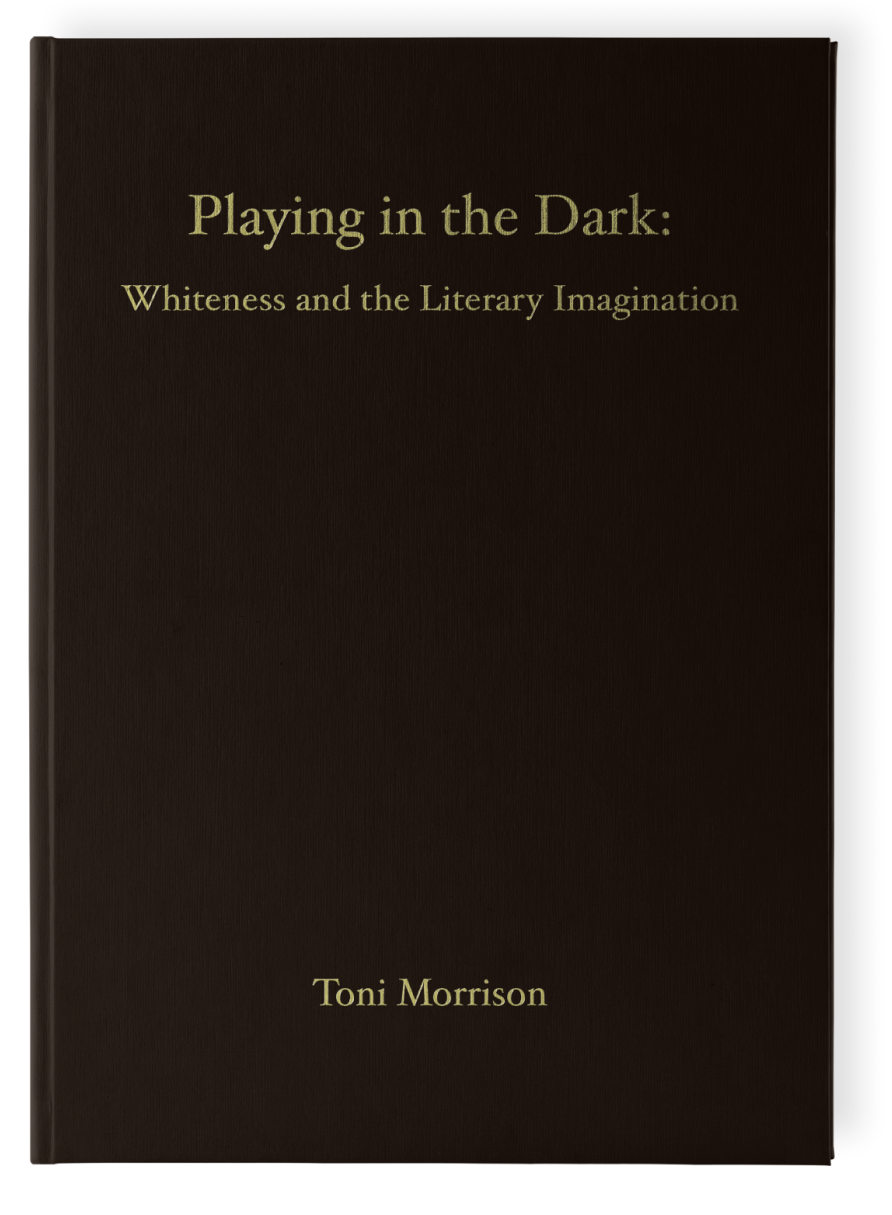 Playing in the Dark:
Whiteness and the Literary Imagination
Toni Morrison